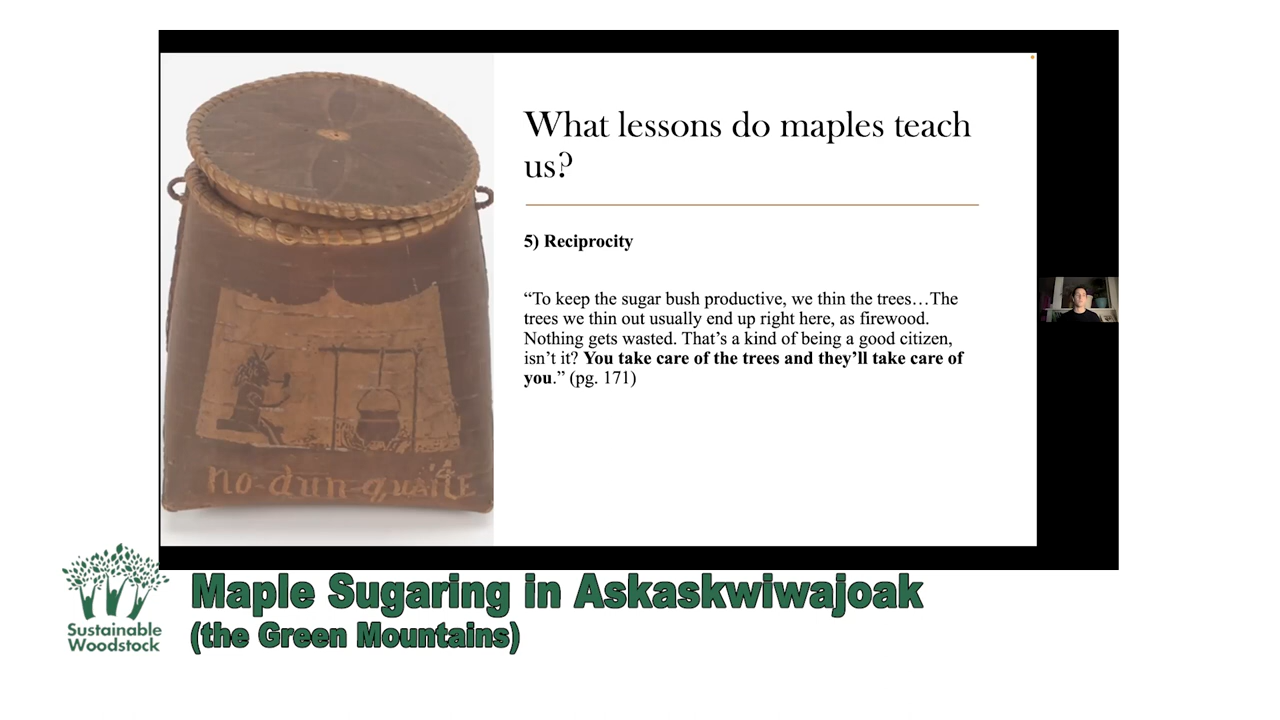 What lessons do maples teach
us?
5) Reciprocity
“To keep the sugar bush productive, we thin the trees…The
trees we thin out usually end up right here, as firewood.
Nothing gets wasted. That’s a kind of being a good citizen,
isn’t it? You take care of the trees and they’ll take care of
you.” (pg. 171)
Maple Sugaring in Askaskwiwajoak
(the Green Mountains)
Sustainable
Woodstock